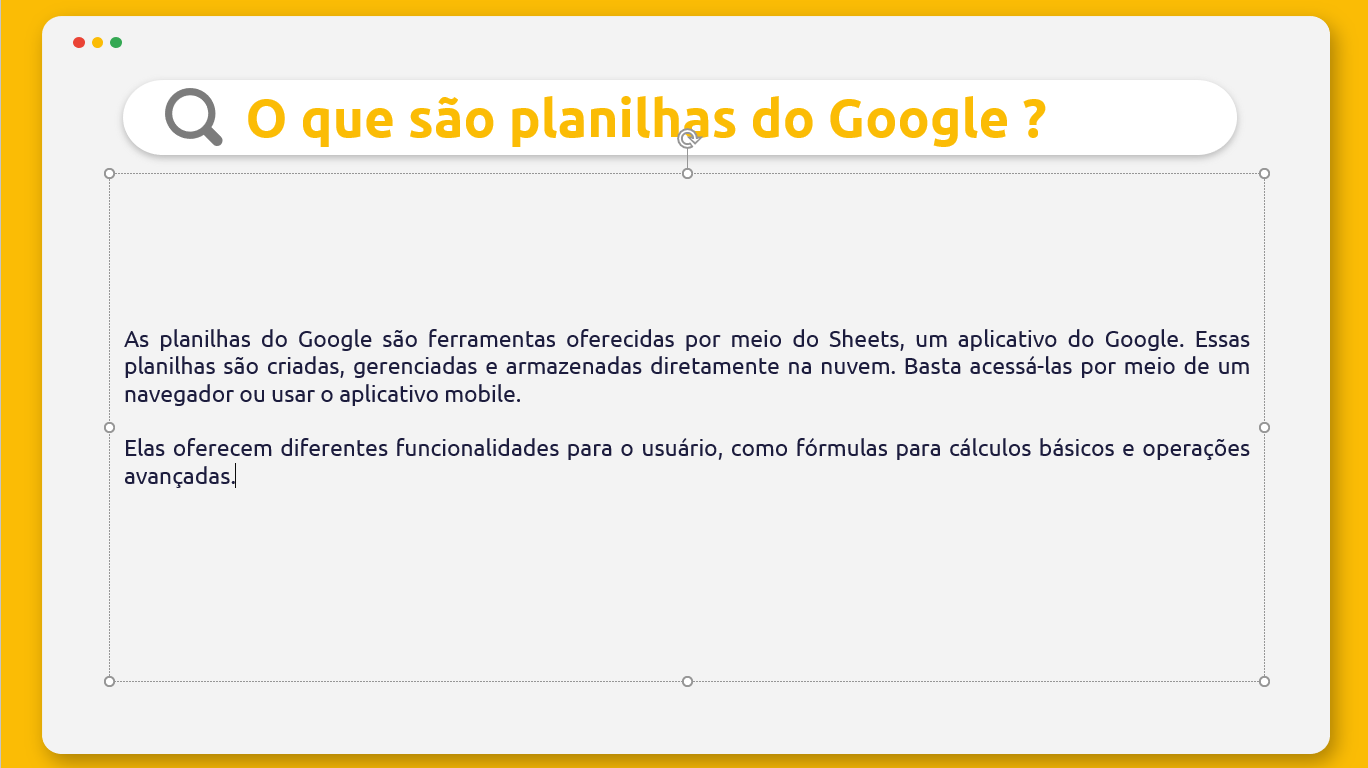 O que são planilhas do Google ?
As planilhas do Google são ferramentas oferecidas por meio do Sheets, um aplicativo do Google. Essas
planilhas são criadas, gerenciadas e armazenadas diretamente na nuvem. Basta acessá-las por meio de um
navegador ou usar o aplicativo mobile.
Elas oferecem diferentes funcionalidades para o usuário, como fórmulas para cálculos básicos e operações
avançadas.